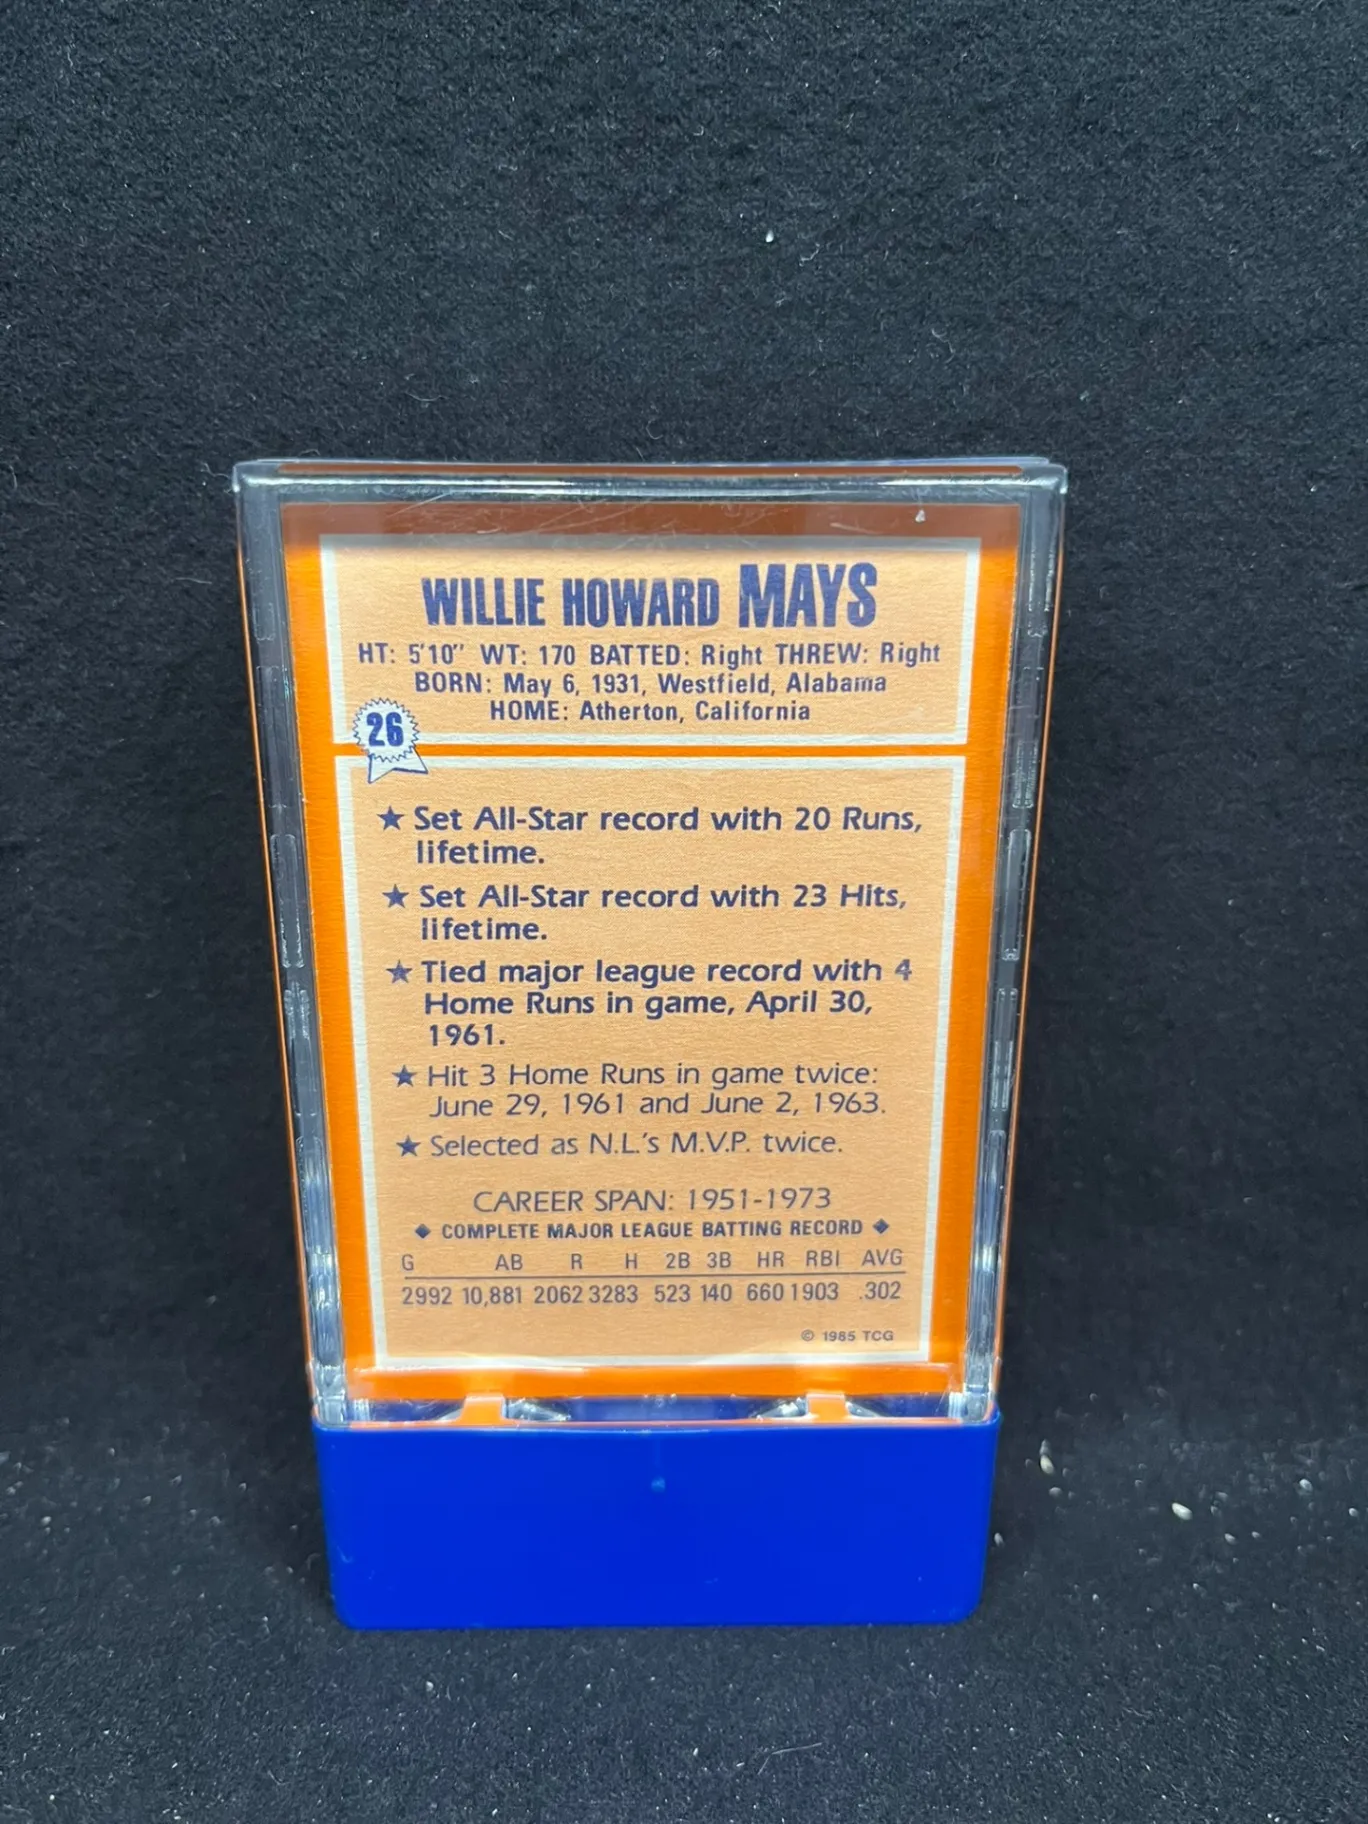 WILLIE HOWARD MAYS
HT: 5'10" WT: 170 BATTED: Right THREW: Right
BORN: May 6, 1931, Westfield, Alabama
HOME: Atherton, California
26
★ Set All-Star record with 20 Runs,
lifetime.
★ Set All-Star record with 23 Hits,
lifetime.
★ Tied major league record with 4
Home Runs in game, April 30,
1961.
★ Hit 3 Home Runs in game twice:
June 29, 1961 and June 2, 1963.
★ Selected as N.L.'s M.V.P. twice.
CAREER SPAN: 1951-1973
◆ COMPLETE MAJOR LEAGUE BATTING RECORD ◆
G AB R H 2B 3B HR RBI AVG
2992 10,881 2062 3283 523 140 660 1903 .302
© 1985 TCG